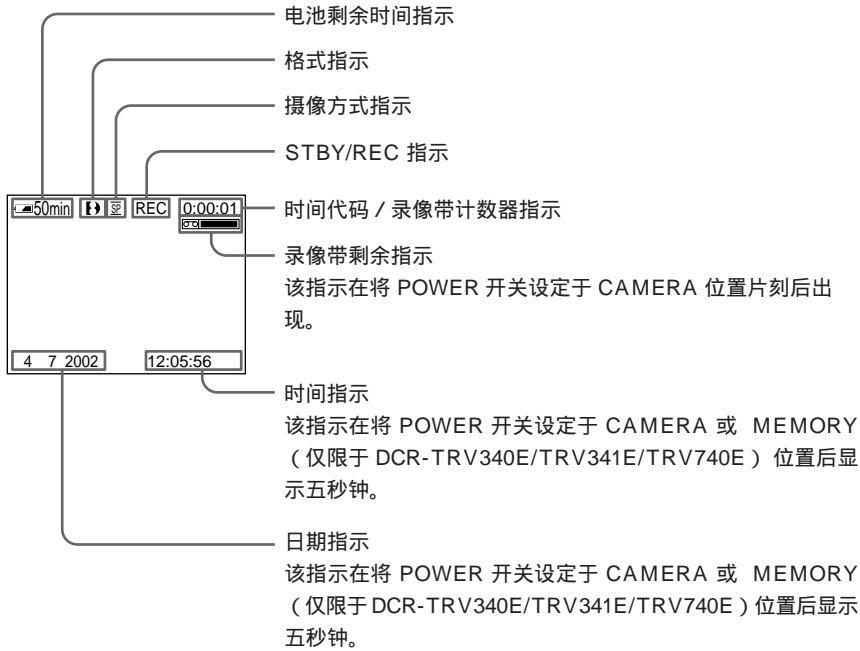 电池剩余时间指示
格式指示
摄像方式指示
STBY/REC 指示
50min SP REC 0:00:01
时间代码 / 录像带计数器指示
录像带剩余指示
该指示在将 POWER 开关设定于 CAMERA 位置片刻后出
现。
4 7 2002 12:05:56
时间指示
该指示在将 POWER 开关设定于 CAMERA 或 MEMORY
（仅限于 DCR-TRV340E/TRV341E/TRV740E）位置后显
示五秒钟。
日期指示
该指示在将 POWER 开关设定于 CAMERA 或 MEMORY
（仅限于 DCR-TRV340E/TRV341E/TRV740E）位置后显示
五秒钟。